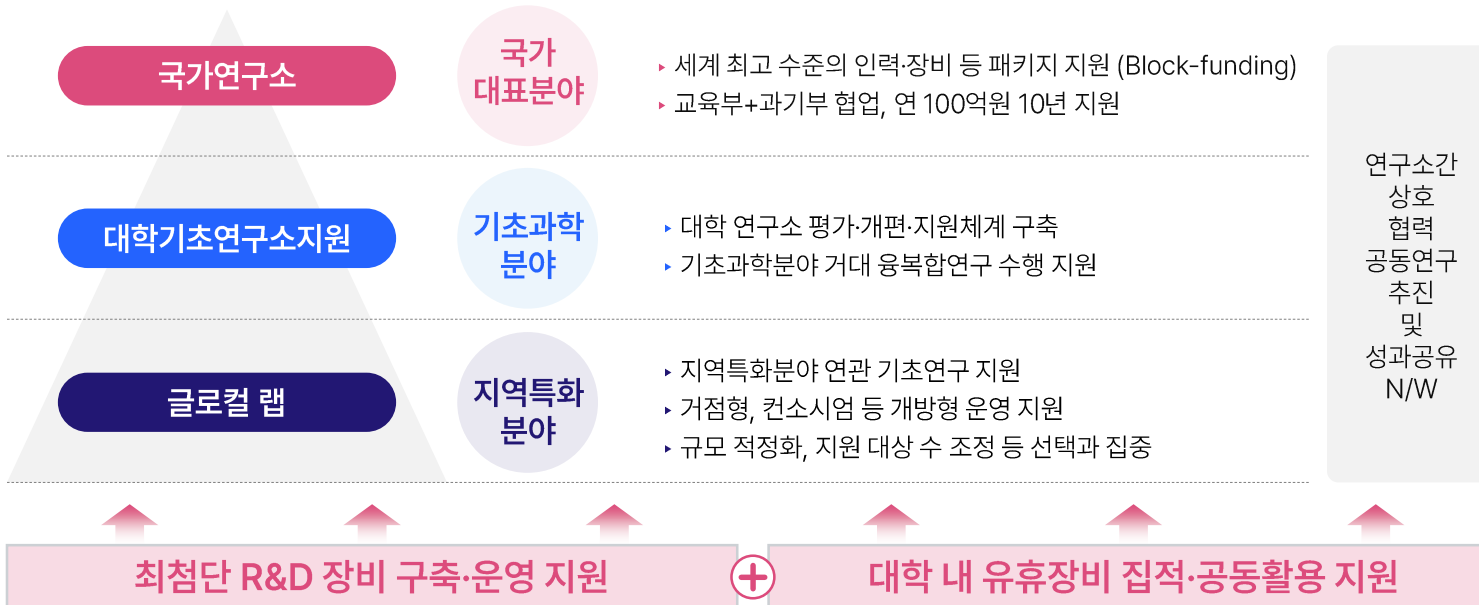 국가연구소
국가
대표분야
▸ 세계 최고 수준의 인력·장비 등 패키지 지원 (Block-funding)
▸ 교육부+과기부 협업, 연 100억원 10년 지원
대학기초연구소지원
기초과학
분야
▸ 대학 연구소 평가·개편·지원체계 구축
▸ 기초과학분야 거대 융복합연구 수행 지원
글로컬 랩
지역특화
분야
▸ 지역특화분야 연관 기초연구 지원
▸ 거점형, 컨소시엄 등 개방형 운영 지원
▸ 규모 적정화, 지원 대상 수 조정 등 선택과 집중
연구소간
상호
협력
공동연구
추진
및
성과공유
N/W
최첨단 R&D 장비 구축·운영 지원
+
대학 내 유휴장비 집적·공동활용 지원